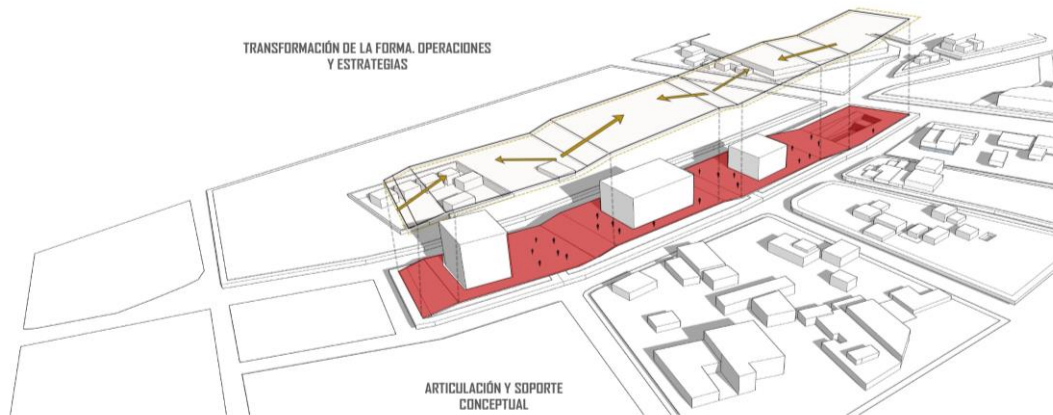 TRANSFORMACIÓN DE LA FORMA. OPERACIONES
Y ESTRATEGIAS
ARTICULACIÓN Y SOPORTE
CONCEPTUAL